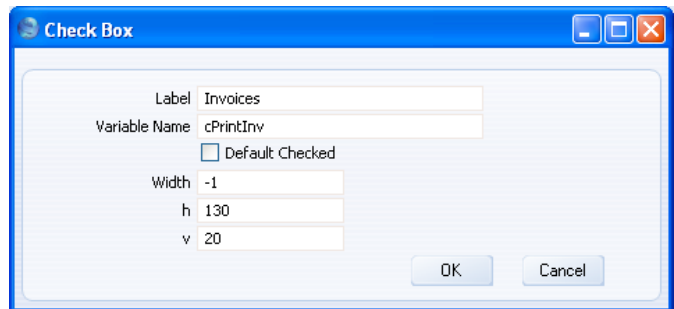 Check Box
Label Invoices
Variable Name cPrintInv
Default Checked
Width -1
h 130
v 20
OK Cancel